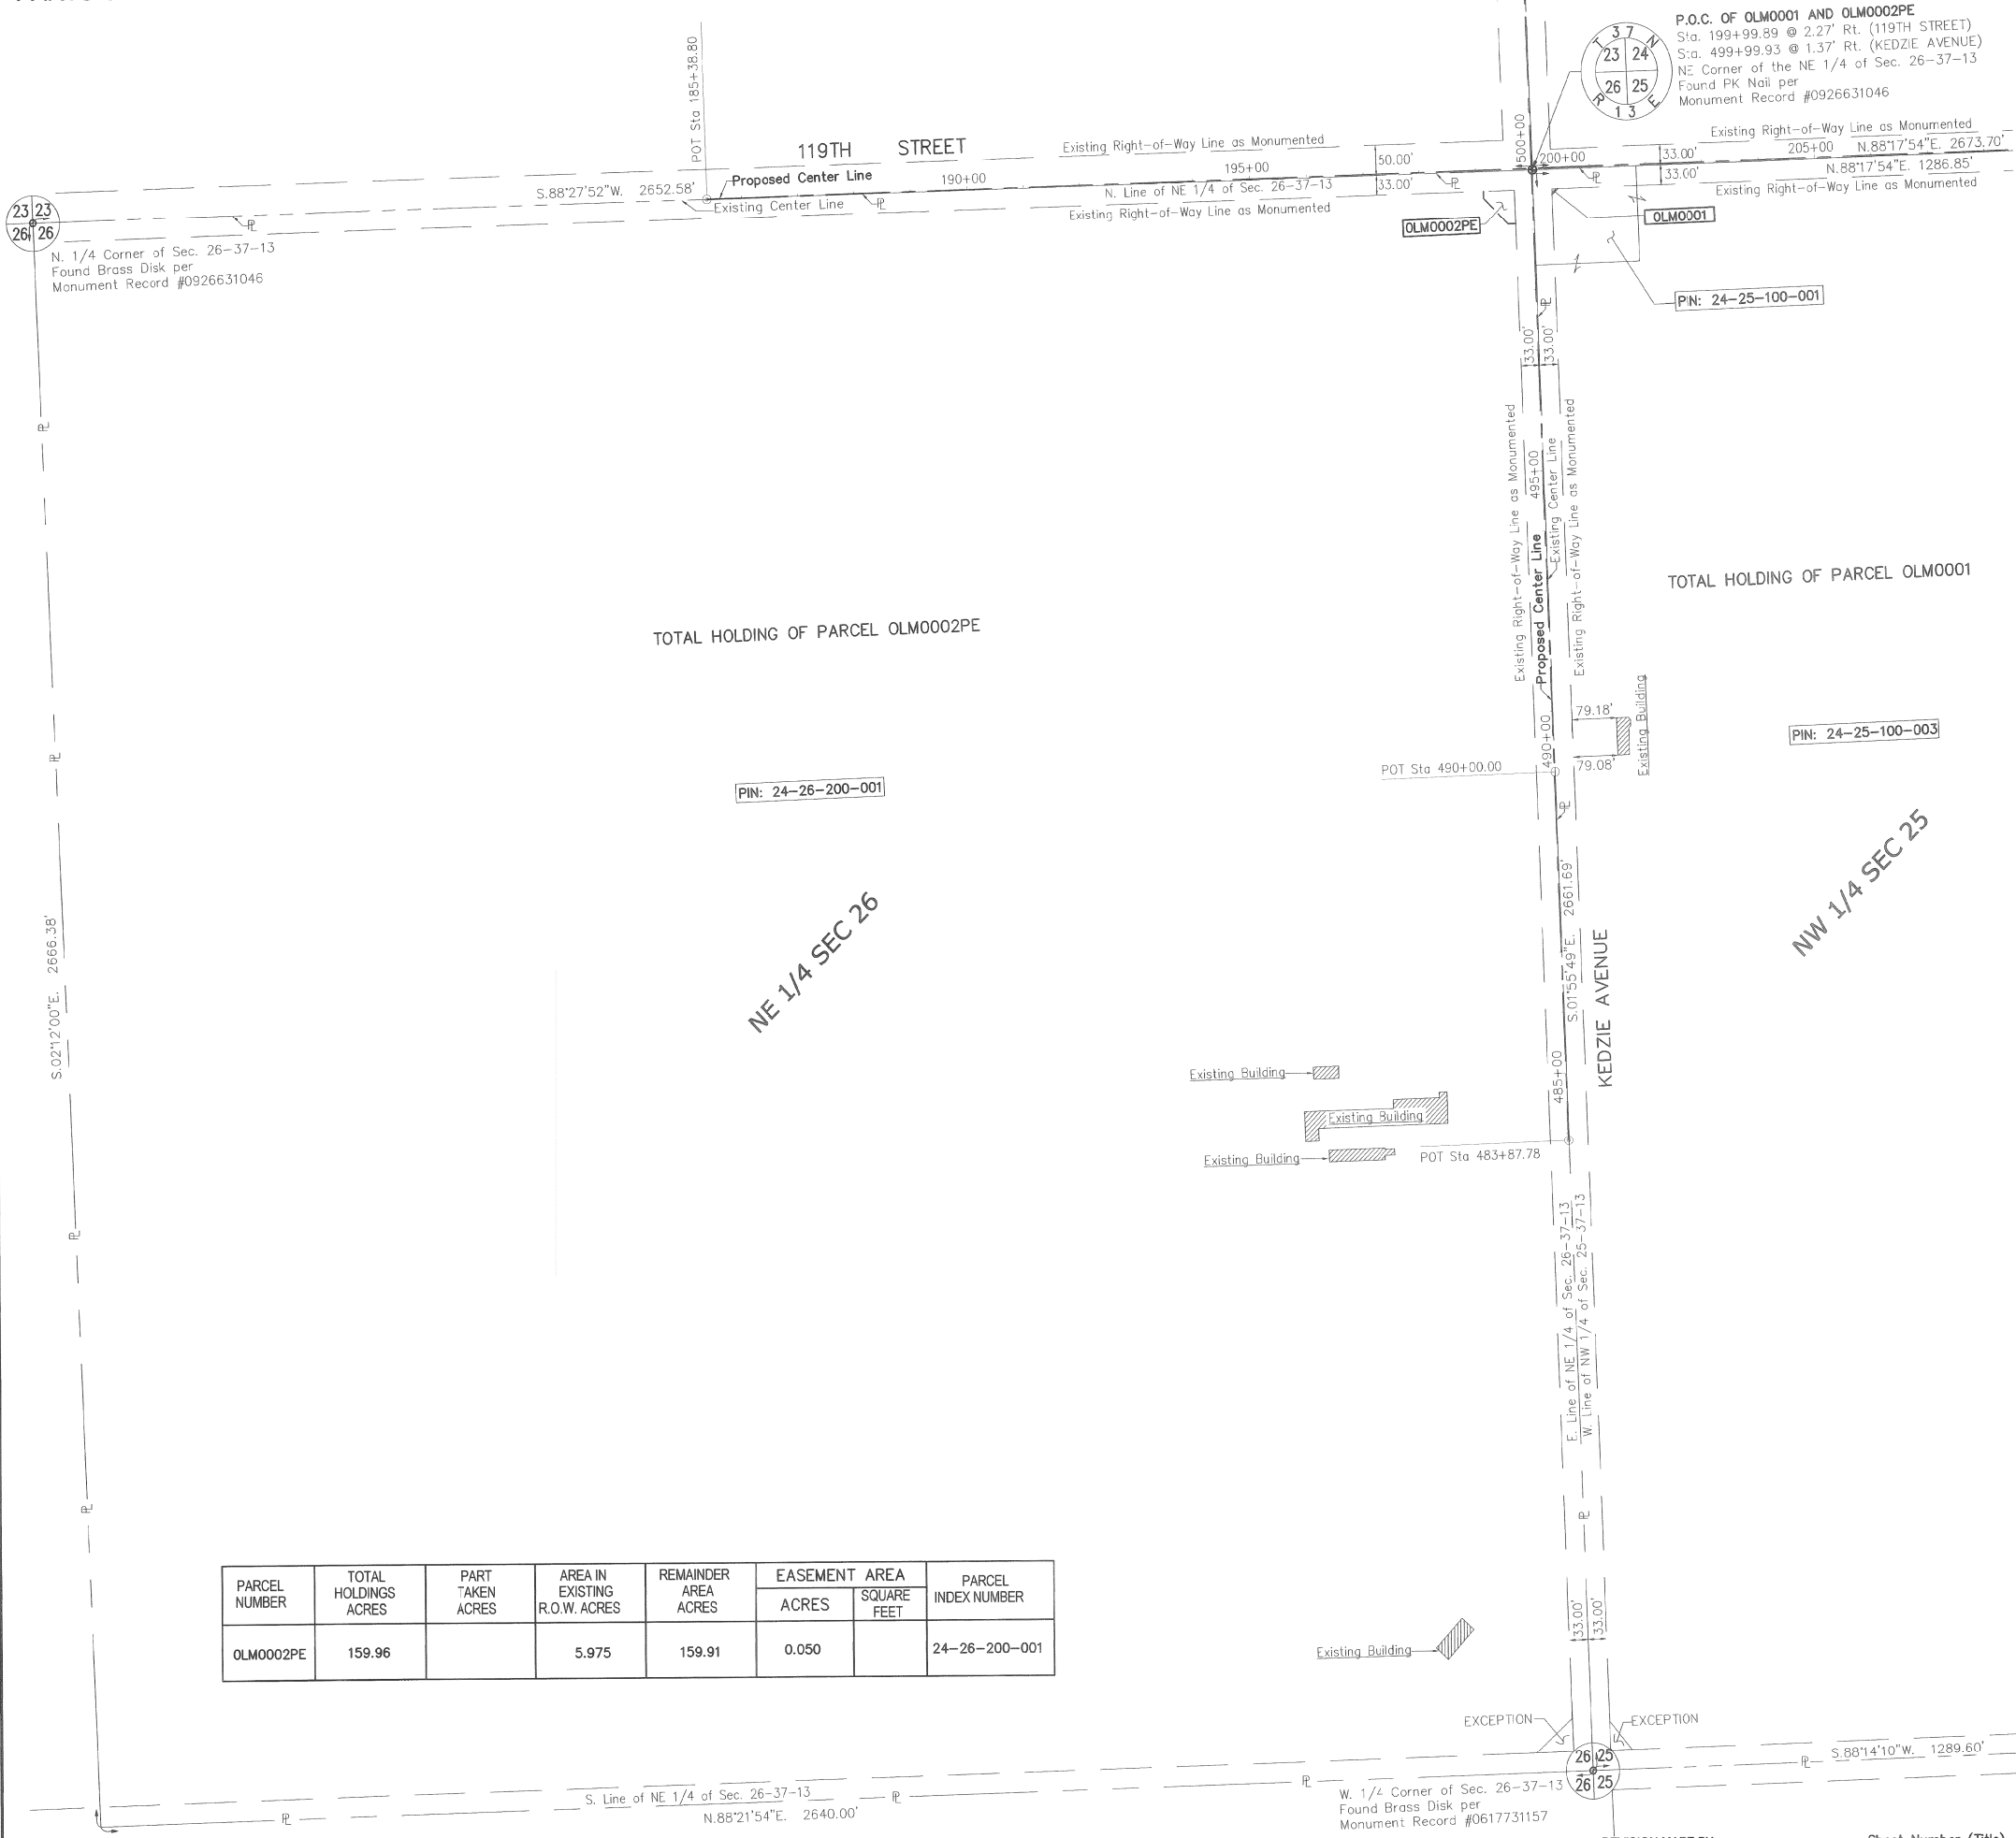 P.O.C. OF OLM0001 AND OLM0002PE
Sta. 199+99.89 @ 2.27' Rt. (119TH STREET)
Sta. 499+99.93 @ 1.37' Rt. (KEDZIE AVENUE)
NE Corner of the NE 1/4 of Sec. 26-37-13
Found PK Nail per
Monument Record #0926631046
T 37 N
23 24
26 25
R 13 E
POT Sta 185+38.80
119TH STREET
Existing Right-of-Way Line as Monumented
50.00'
500+00
200+00
33.00'
Existing Right-of-Way Line as Monumented
205+00 N.88°17'54"E. 2673.70'
S.88°27'52"W. 2652.58'
Proposed Center Line
190+00
195+00
N. Line of NE 1/4 of Sec. 26-37-13
33.00'
PL
PL
PL
33.00'
N.88°17'54"E. 1286.85'
Existing Center Line
PL
Existing Right-of-Way Line as Monumented
Existing Right-of-Way Line as Monumented
23 23
26 26
N. 1/4 Corner of Sec. 26-37-13
Found Brass Disk per
Monument Record #0926631046
OLM0002PE
OLM0001
PIN: 24-25-100-001
PL
PL
33.00'
33.00'
Existing Right-of-Way Line as Monumented
495+00
Proposed Center Line
Existing Center Line
Existing Right-of-Way Line as Monumented
TOTAL HOLDING OF PARCEL OLM0002PE
TOTAL HOLDING OF PARCEL OLM0001
PL
PIN: 24-26-200-001
490+00
79.18'
79.08'
Existing Building
POT Sta 490+00.00
PIN: 24-25-100-003
PL
NE 1/4 SEC 26
NW 1/4 SEC 25
S.02°12'00"E. 2666.38'
S.01°55'49"E. 2661.69'
KEDZIE AVENUE
485+00
Existing Building
Existing Building
Existing Building
POT Sta 483+87.78
PL
E. Line of NE 1/4 of Sec. 26-37-13
W. Line of NW 1/4 of Sec. 25-37-13
PL
PL
PARCEL NUMBER
TOTAL HOLDINGS ACRES
PART TAKEN ACRES
AREA IN EXISTING R.O.W. ACRES
REMAINDER AREA ACRES
EASEMENT AREA
ACRES
SQUARE FEET
PARCEL INDEX NUMBER
OLM0002PE 159.96 5.975 159.91 0.050 24-26-200-001
33.00'
33.00'
Existing Building
EXCEPTION
EXCEPTION
26 25
26 25
PL
S.88°14'10"W. 1289.60'
PL
S. Line of NE 1/4 of Sec. 26-37-13
PL
PL
N.88°21'54"E. 2640.00'
W. 1/4 Corner of Sec. 26-37-13
Found Brass Disk per
Monument Record #0617731157